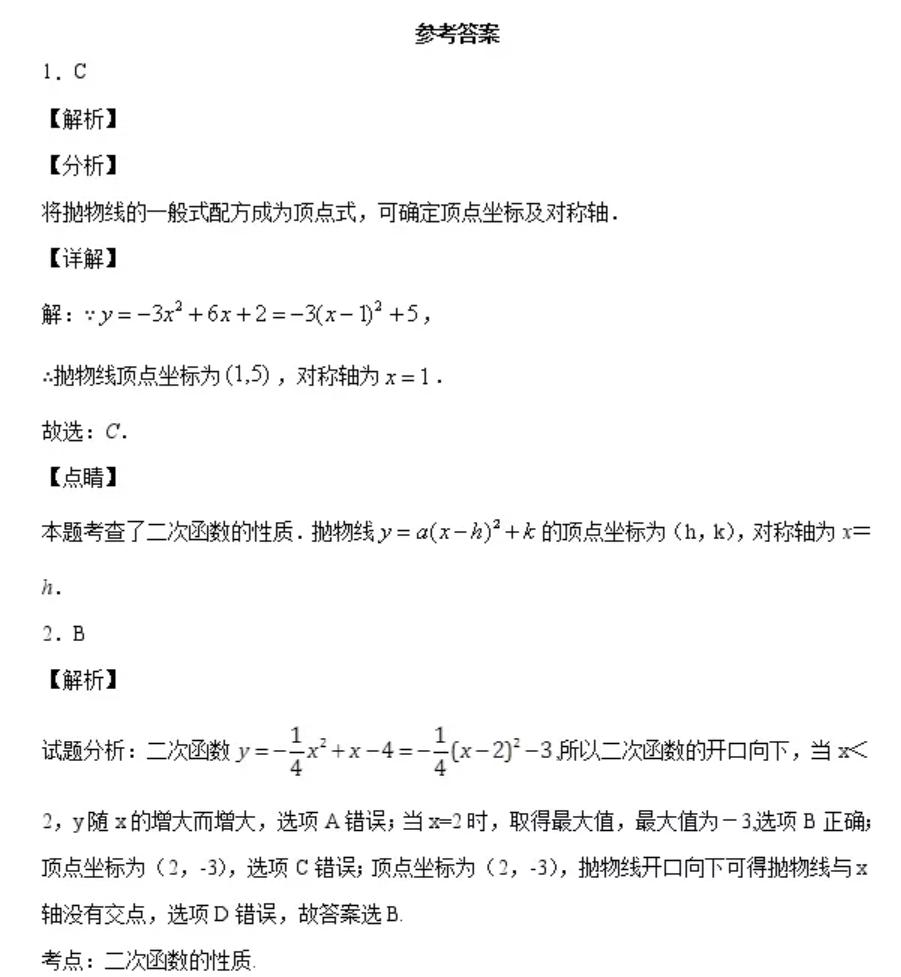 参考答案
1．C
【解析】
【分析】
将抛物线的一般式配方成为顶点式，可确定顶点坐标及对称轴．
【详解】
解：∵y=-3x²+6x+2=-3(x-1)²+5，
∴抛物线顶点坐标为(1,5)，对称轴为x=1．
故选：C．
【点睛】
本题考查了二次函数的性质．抛物线y=a(x-h)²+k的顶点坐标为（h，k），对称轴为x＝
h．
2．B
【解析】
试题分析：二次函数y=-1/4x²+x-4=-1/4(x-2)²-3,所以二次函数的开口向下，当x＜
2，y随x的增大而增大，选项A错误；当x=2时，取得最大值，最大值为－3,选项B正确；
顶点坐标为（2，-3），选项C错误；顶点坐标为（2，-3），抛物线开口向下可得抛物线与x
轴没有交点，选项D错误，故答案选B.
考点：二次函数的性质.